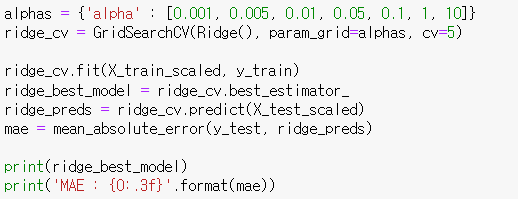 alphas = {'alpha' : [0.001, 0.005, 0.01, 0.05, 0.1, 1, 10]}
ridge_cv = GridSearchCV(Ridge(), param_grid=alphas, cv=5)
ridge_cv.fit(X_train_scaled, y_train)
ridge_best_model = ridge_cv.best_estimator_
ridge_preds = ridge_cv.predict(X_test_scaled)
mae = mean_absolute_error(y_test, ridge_preds)
print(ridge_best_model)
print('MAE : {0:.3f}'.format(mae))